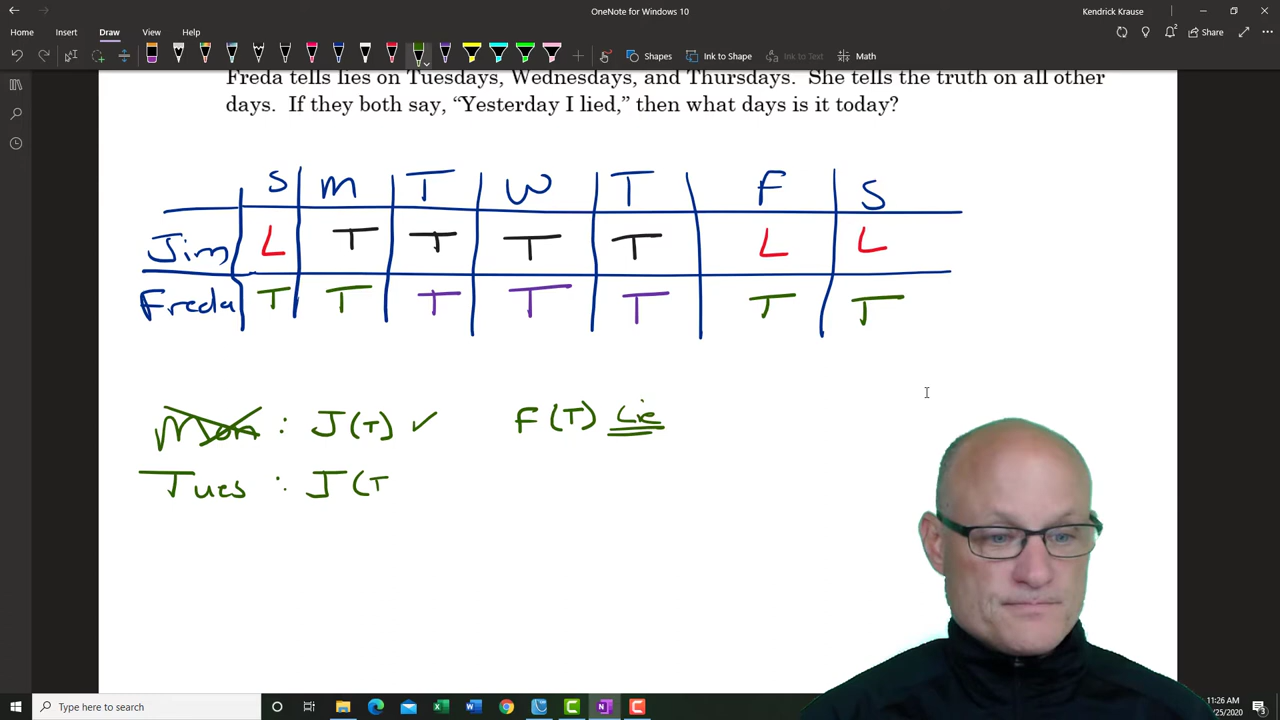 OneNote for Windows 10
Kendrick Krause
Home Insert Draw View Help
Share
Shapes Ink to Shape Ink to Text Math
Freda tells lies on Tuesdays, Wednesdays, and Thursdays. She tells the truth on all other
days. If they both say, “Yesterday I lied,” then what days is it today?
S M T W T F S
Jim L T T T T L L
Freda T T T T T T T
Mon : J(T) ✓ F(T) Lie
Tues : J(T
Type here to search
11:26 AM
/25/2020